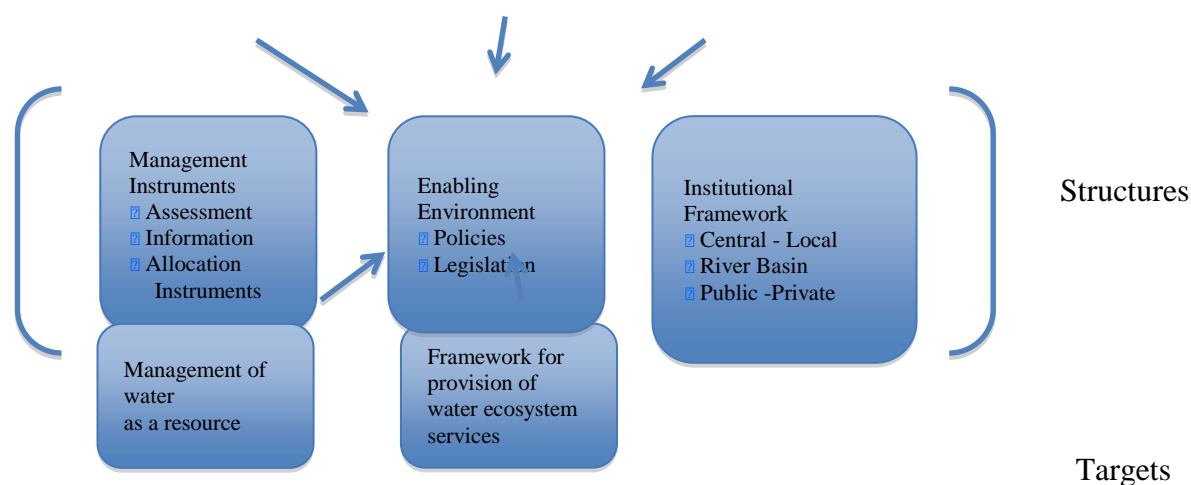 Management
Instruments
Assessment
Information
Allocation
Instruments
Enabling
Environment
Policies
Legislation
Institutional
Framework
Central - Local
River Basin
Public -Private
Structures
Management of
water
as a resource
Framework for
provision of
water ecosystem
services
Targets